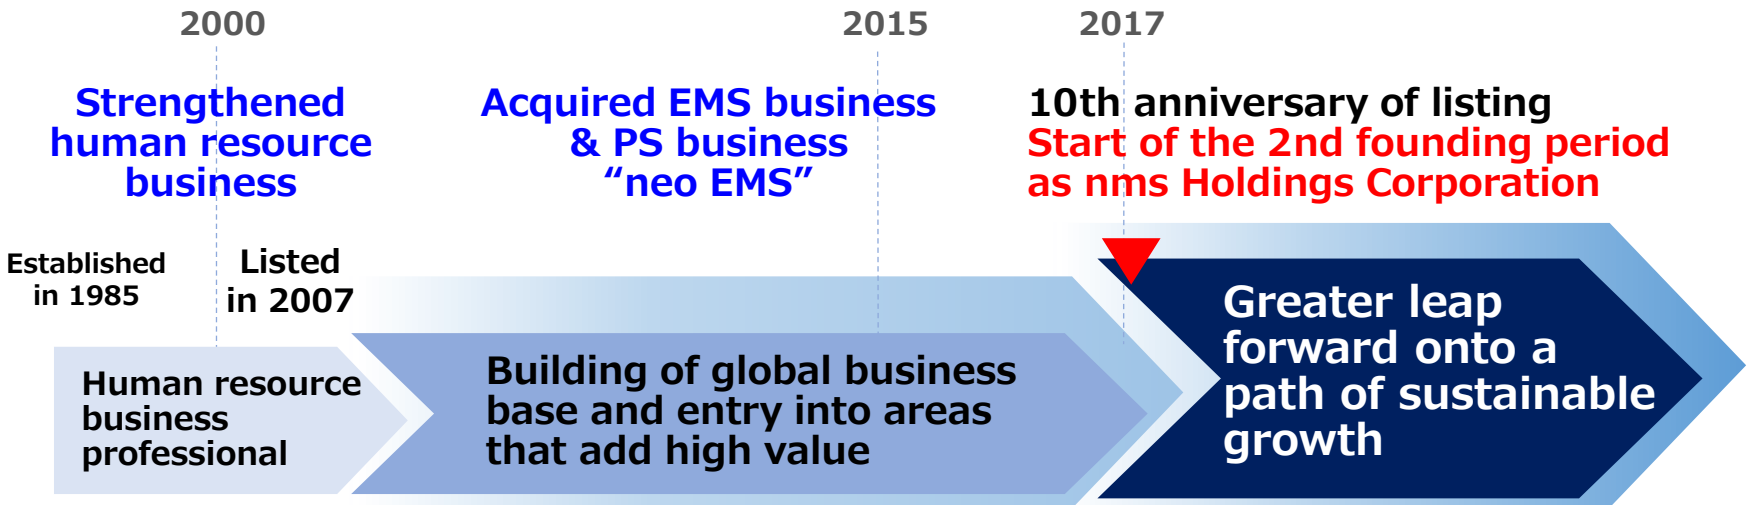 2000
2015
2017
Strengthened
human resource
business
Acquired EMS business
& PS business
“neo EMS”
10th anniversary of listing
Start of the 2nd founding period
as nms Holdings Corporation
Established
in 1985
Listed
in 2007
Human resource
business
professional
Building of global business
base and entry into areas
that add high value
Greater leap
forward onto a
path of sustainable
growth